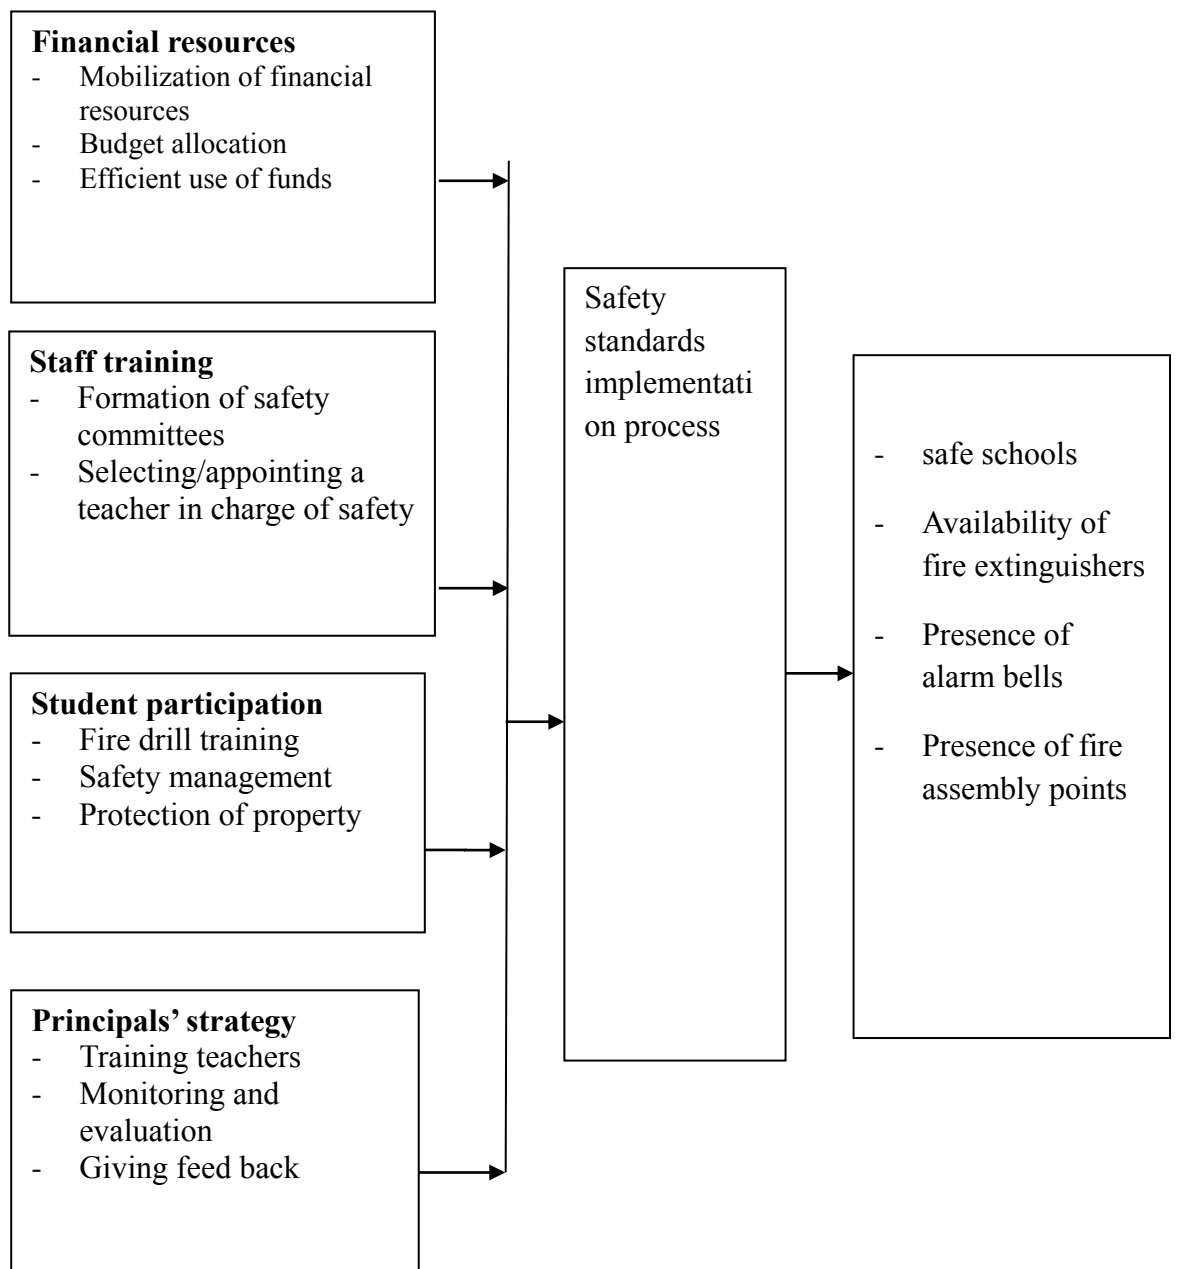 Financial resources
- Mobilization of financial
resources
- Budget allocation
- Efficient use of funds
Staff training
- Formation of safety
committees
- Selecting/appointing a
teacher in charge of safety
Student participation
- Fire drill training
- Safety management
- Protection of property
Principals’ strategy
- Training teachers
- Monitoring and
evaluation
- Giving feed back
Safety
standards
implementati
on process
- safe schools
- Availability of
fire extinguishers
- Presence of
alarm bells
- Presence of fire
assembly points